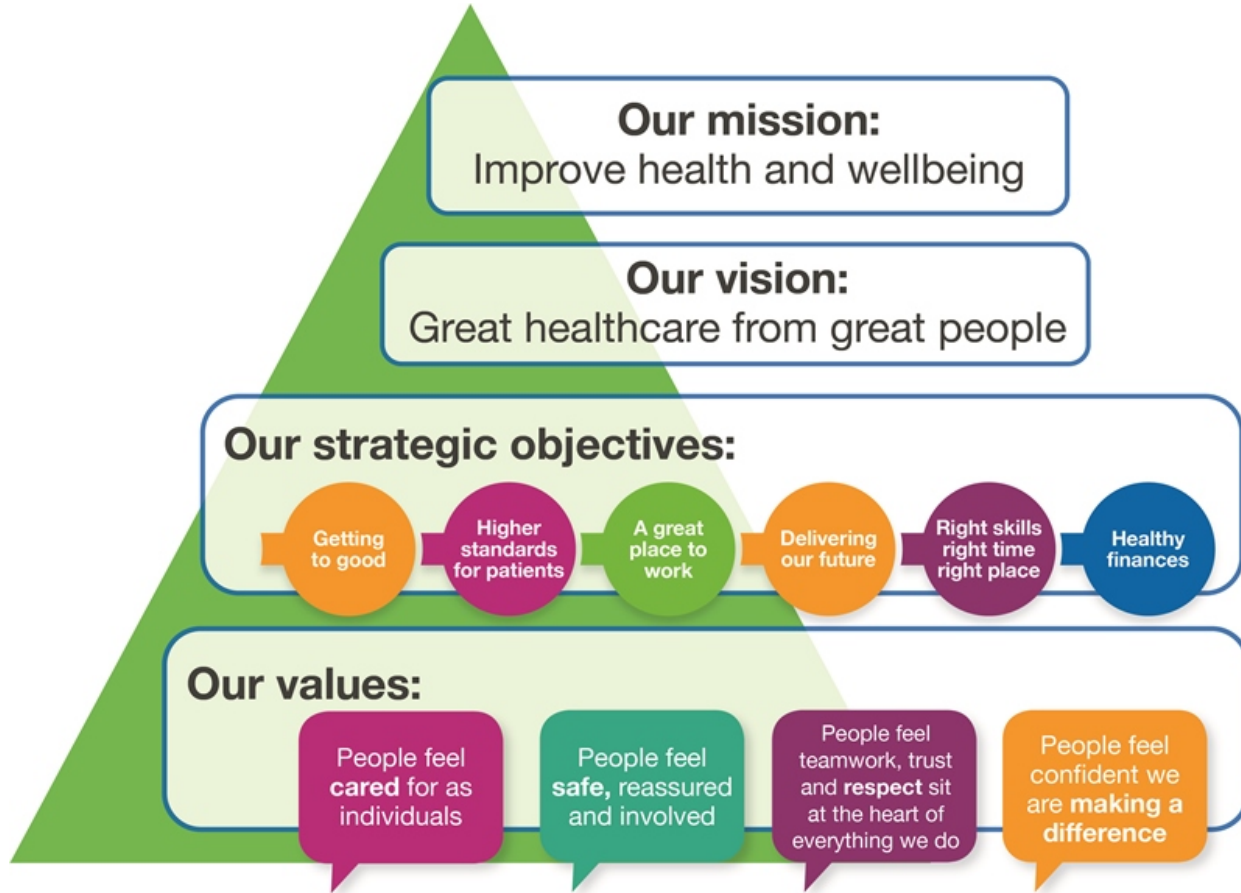 Our mission:
Improve health and wellbeing
Our vision:
Great healthcare from great people
Our strategic objectives:
Getting
to good
Higher
standards
for patients
A great
place to
work
Delivering
our future
Right skills
right time
right place
Healthy
finances
Our values:
People feel
cared for as
individuals
People feel
safe, reassured
and involved
People feel
teamwork, trust
and respect sit
at the heart of
everything we do
People feel
confident we
are making a
difference